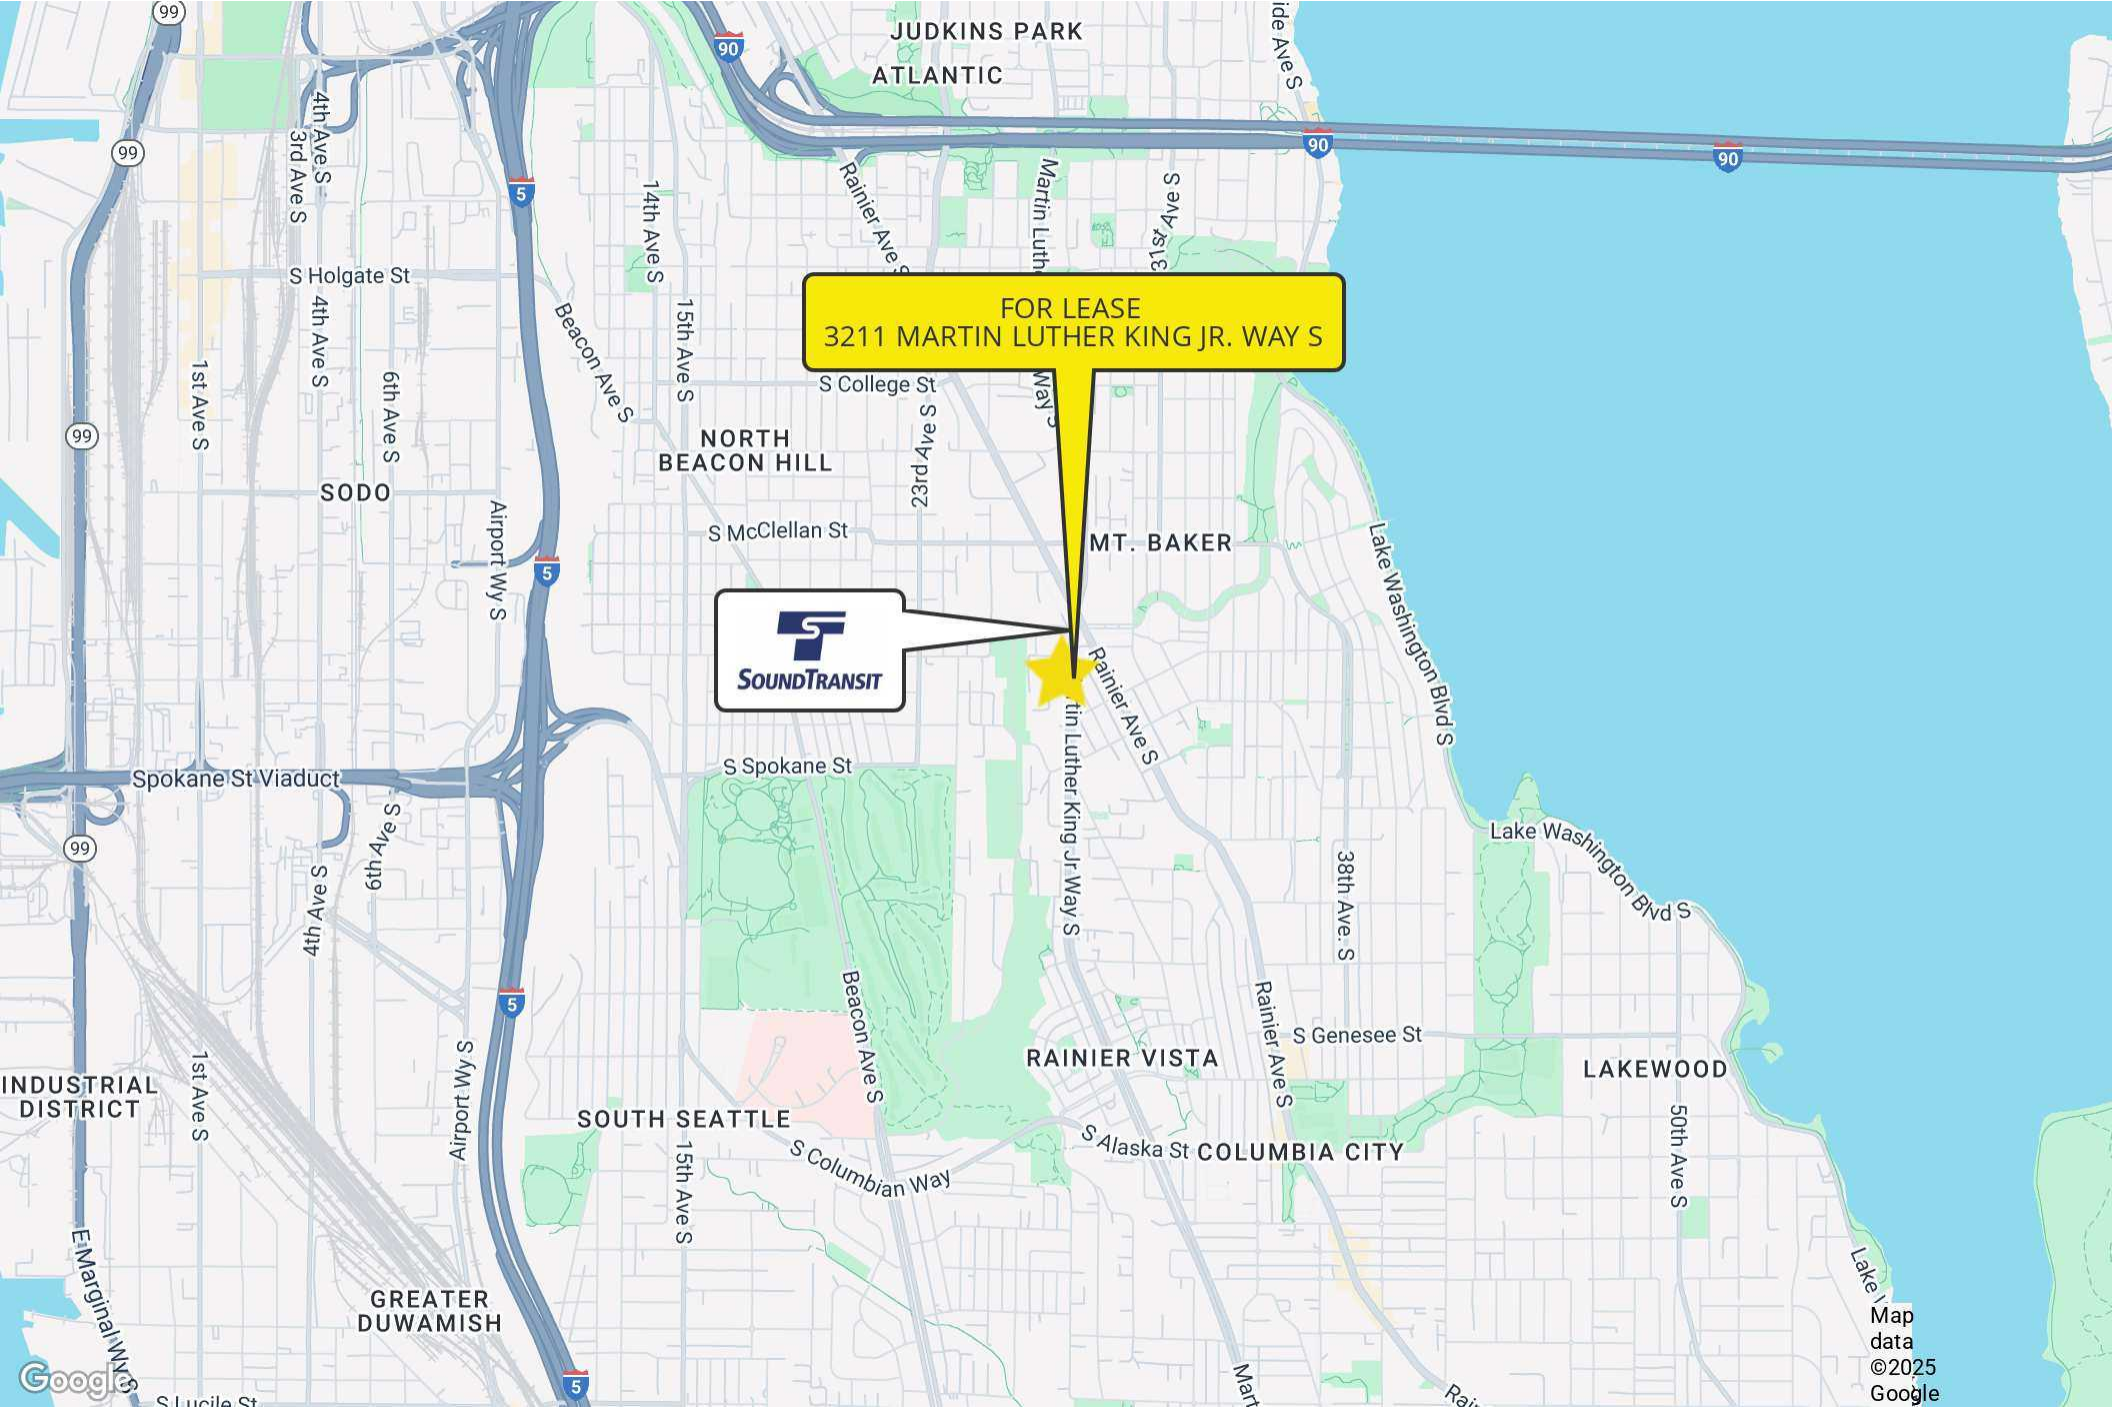 99
JUDKINS PARK
90
ATLANTIC
4th Ave S
3rd Ave S
99
90
90
Rainier Ave S
5
14th Ave S
31st Ave S
S Holgate St
4th Ave S
FOR LEASE
3211 MARTIN LUTHER KING JR. WAY S
Beacon Ave S
15th Ave S
1st Ave S
6th Ave S
S College St
Way S
23rd Ave S
99
NORTH
BEACON HILL
SODO
Airport Wy S
S McClellan St
MT. BAKER
Lake Washington Blvd S
5
SOUNDTRANSIT
Rainier Ave S
Luther King Jr Way S
S Spokane St
Spokane St Viaduct
6th Ave S
99
4th Ave S
Lake Washington Blvd S
38th Ave. S
Beacon Ave S
Rainier Ave S
5
S Genesee St
RAINIER VISTA
LAKEWOOD
1st Ave S
Airport Wy S
INDUSTRIAL
DISTRICT
SOUTH SEATTLE
S Alaska St
COLUMBIA CITY
50th Ave S
15th Ave S
S Columbian Way
E Marginal Wy S
GREATER
DUWAMISH
Lake
Map
data
©2025
Google
Google
5
S Lucile St